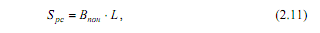 S_рс = B_пол · L, (2.11)